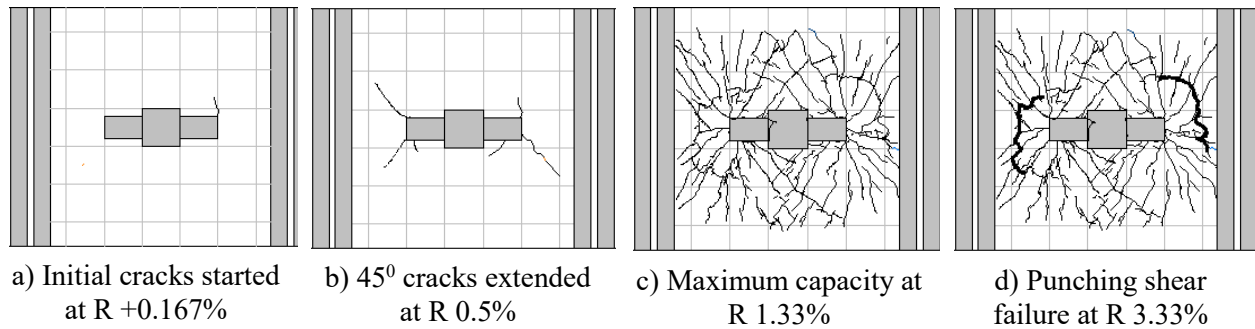 a) Initial cracks started
at R +0.167%
b) 45⁰ cracks extended
at R 0.5%
c) Maximum capacity at
R 1.33%
d) Punching shear
failure at R 3.33%